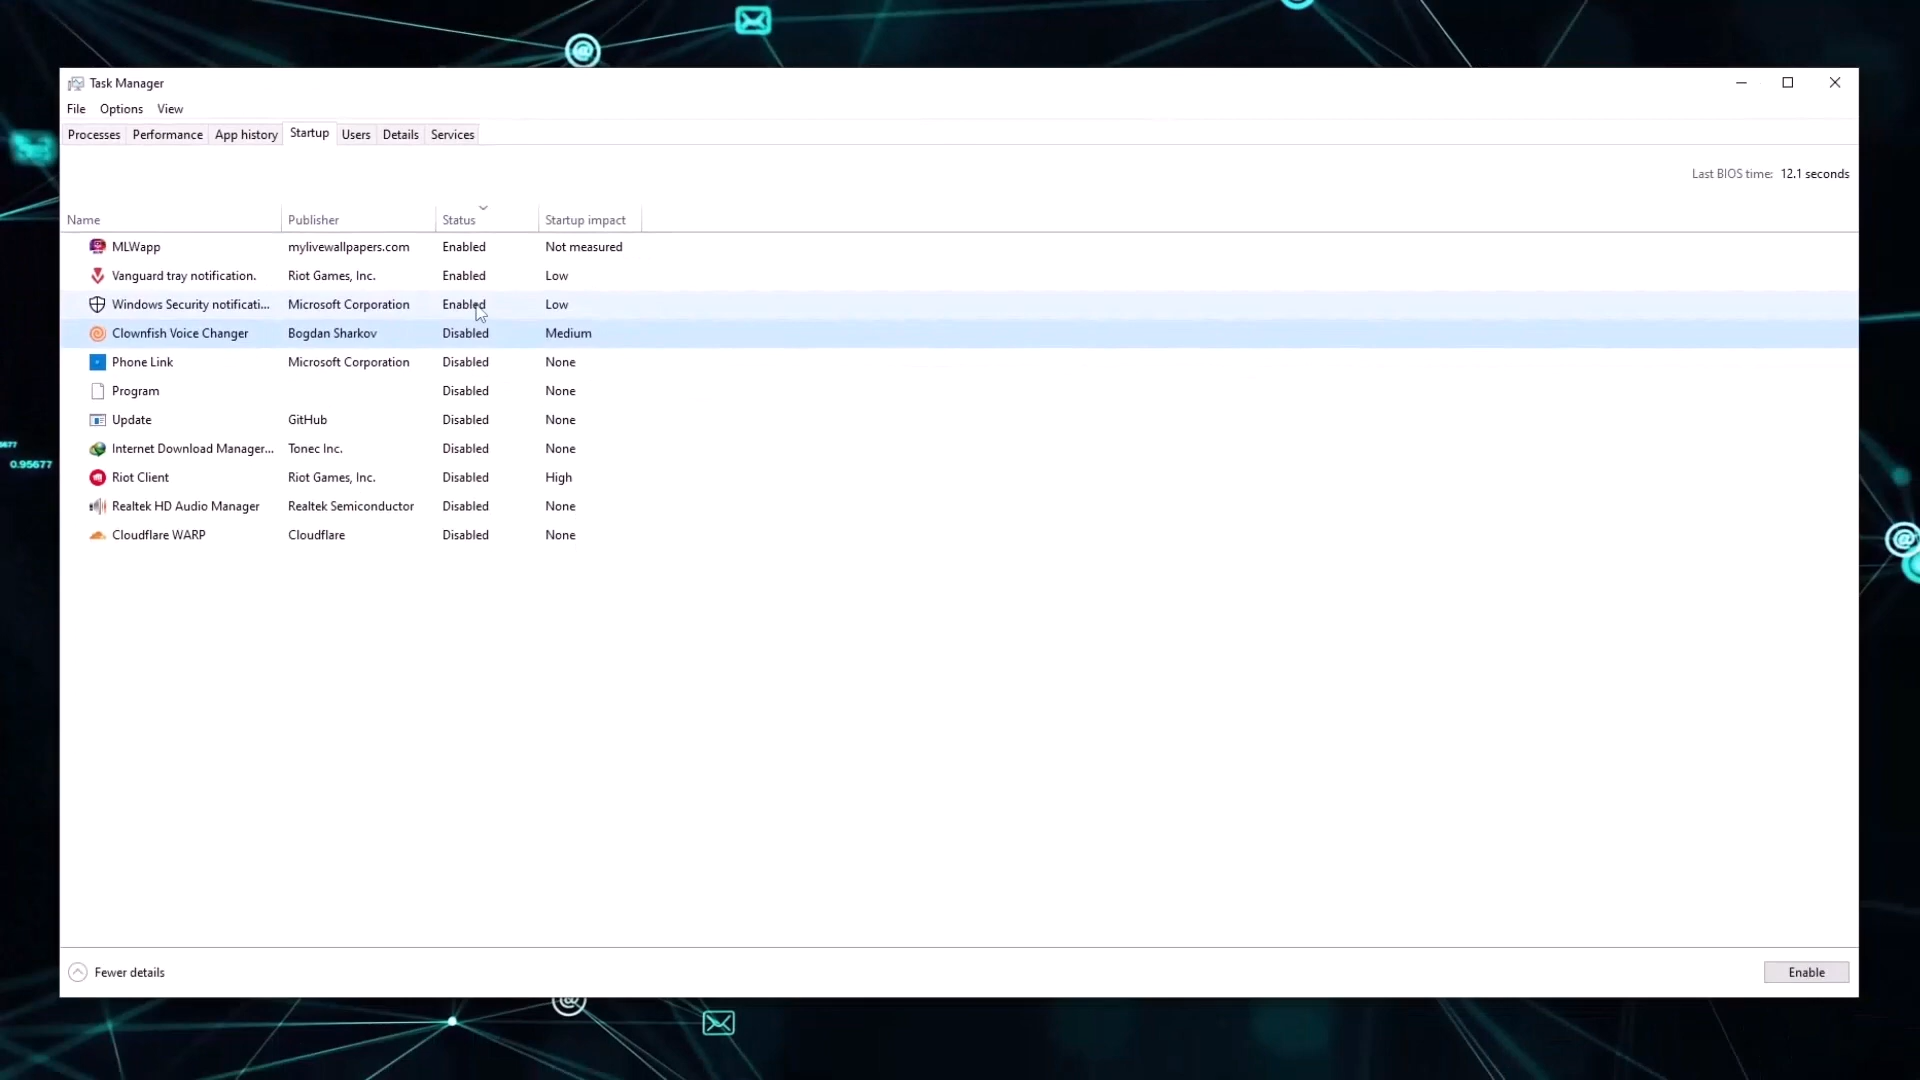 Task Manager
File Options View
Processes Performance App history Startup Users Details Services
Last BIOS time: 12.1 seconds
Name Publisher Status Startup impact
MLWapp mylivewallpapers.com Enabled Not measured
Vanguard tray notification. Riot Games, Inc. Enabled Low
Windows Security notificati... Microsoft Corporation Enabled Low
Clownfish Voice Changer Bogdan Sharkov Disabled Medium
Phone Link Microsoft Corporation Disabled None
Program Disabled None
Update GitHub Disabled None
0.95677
Internet Download Manager... Tonec Inc. Disabled None
Riot Client Riot Games, Inc. Disabled High
Realtek HD Audio Manager Realtek Semiconductor Disabled None
Cloudflare WARP Cloudflare Disabled None
Fewer details Enable